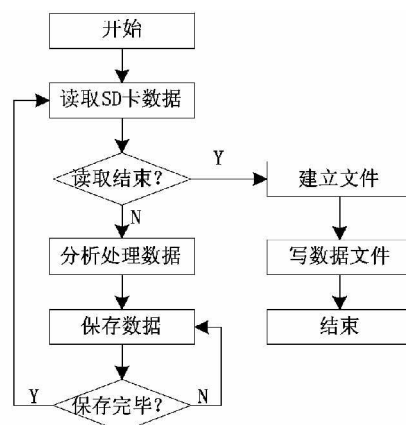 开始
读取SD卡数据
读取结束?
Y
建立文件
N
分析处理数据
写数据文件
保存数据
结束
Y
保存完毕?
N